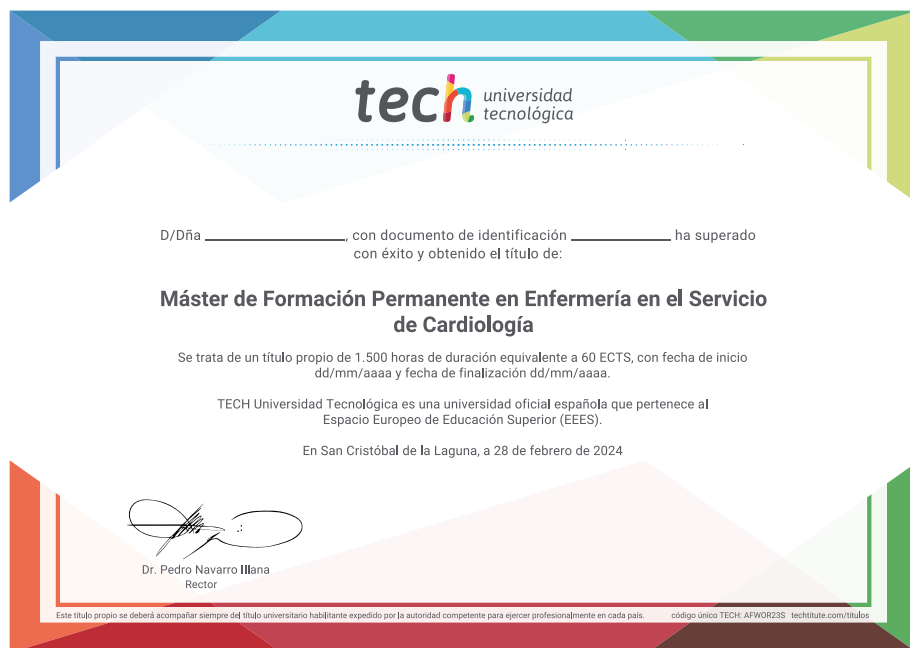 tech universidad
tecnológica
D/Dña ______________, con documento de identificación __________ ha superado
con éxito y obtenido el título de:
Máster de Formación Permanente en Enfermería en el Servicio
de Cardiología
Se trata de un título propio de 1.500 horas de duración equivalente a 60 ECTS, con fecha de inicio
dd/mm/aaaa y fecha de finalización dd/mm/aaaa.
TECH Universidad Tecnológica es una universidad oficial española que pertenece al
Espacio Europeo de Educación Superior (EEES).
En San Cristóbal de la Laguna, a 28 de febrero de 2024
Dr. Pedro Navarro Illana
Rector
Este título propio se deberá acompañar siempre del título universitario habilitante expedido por la autoridad competente para ejercer profesionalmente en cada país. código único TECH: AFWOR23S techtitute.com/titulos